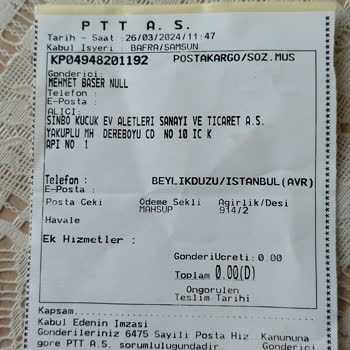 PTT A.S.
Tarih - Saat :26/03/2024/11:47
Kabul Isyeri : BAFRA/SAMSUN
KP04948201192 POSTAKARGO/SOZ.MUS
Gonderici:
MEHMET BASER NULL
Telefon :
E-Posta :
ALICI:
SINBO KUCUK EV ALETLERI SANAYI VE TICARET A.S.
YAKUPLU MH DEREBOYU CD NO 10 IC K
API NO 1
Telefon : BEYLIKDUZU/ISTANBUL(AVR)
E-Posta :
Posta Ceki Odeme Sekli Agirlik/Desi
MAHSUP 914/2
Havale
Ek Hizmetler :
GonderiUcreti: 0.00
Toplam 0.00(D)
Ongorulen
Teslim Tarihi
Kapsam
Kabul Edenin Imzasi
Gonderileriniz 6475 Sayili Posta Hiz Kanununa
gore PTT A.S. sorumlulugundadir. Gonderici